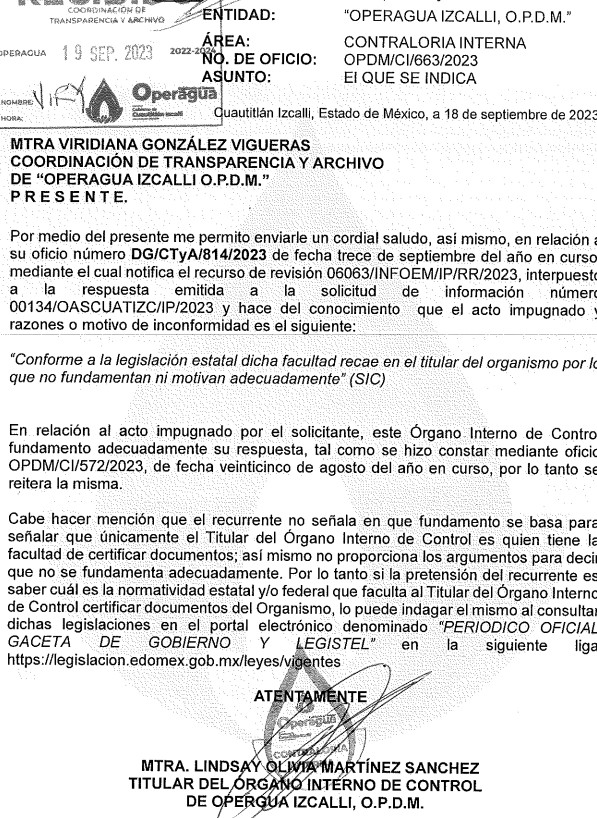 COORDINACIÓN DE
TRANSPARENCIA Y ARCHIVO
OPERAGUA 19 SEP. 2023 2022-2024
NOMBRE:
HORA:
Operagua
Cuautitlán Izcalli
ENTIDAD: “OPERAGUA IZCALLI, O.P.D.M.”
ÁREA: CONTRALORIA INTERNA
NO. DE OFICIO: OPDM/CI/663/2023
ASUNTO: El QUE SE INDICA
Cuautitlán Izcalli, Estado de México, a 18 de septiembre de 2023
MTRA VIRIDIANA GONZÁLEZ VIGUERAS
COORDINACIÓN DE TRANSPARENCIA Y ARCHIVO
DE “OPERAGUA IZCALLI O.P.D.M.”
P R E S E N T E.
Por medio del presente me permito enviarle un cordial saludo, así mismo, en relación a
su oficio número DG/CTyA/814/2023 de fecha trece de septiembre del año en curso
mediante el cual notifica el recurso de revisión 06063/INFOEM/IP/RR/2023, interpuesto
a la respuesta emitida a la solicitud de información número
00134/OASCUATIZC/IP/2023 y hace del conocimiento que el acto impugnado y
razones o motivo de inconformidad es el siguiente:
“Conforme a la legislación estatal dicha facultad recae en el titular del organismo por lo
que no fundamentan ni motivan adecuadamente” (SIC)
En relación al acto impugnado por el solicitante, este Órgano Interno de Contro
fundamento adecuadamente su respuesta, tal como se hizo constar mediante oficio
OPDM/CI/572/2023, de fecha veinticinco de agosto del año en curso, por lo tanto se
reitera la misma.
Cabe hacer mención que el recurrente no señala en que fundamento se basa para
señalar que únicamente el Titular del Órgano Interno de Control es quien tiene la
facultad de certificar documentos; así mismo no proporciona los argumentos para decir
que no se fundamenta adecuadamente. Por lo tanto si la pretensión del recurrente es
saber cuál es la normatividad estatal y/o federal que faculta al Titular del Órgano Interno
de Control certificar documentos del Organismo, lo puede indagar el mismo al consultar
dichas legislaciones en el portal electrónico denominado “PERIODICO OFICIAL
GACETA DE GOBIERNO Y LEGISTEL” en la siguiente liga
https://legislacion.edomex.gob.mx/leyes/vigentes
ATENTAMENTE
Operagua
CONTRALORIA
MTRA. LINDSAY OLIVIA MARTÍNEZ SANCHEZ
TITULAR DEL ÓRGANO INTERNO DE CONTROL
DE OPERGUA IZCALLI, O.P.D.M.